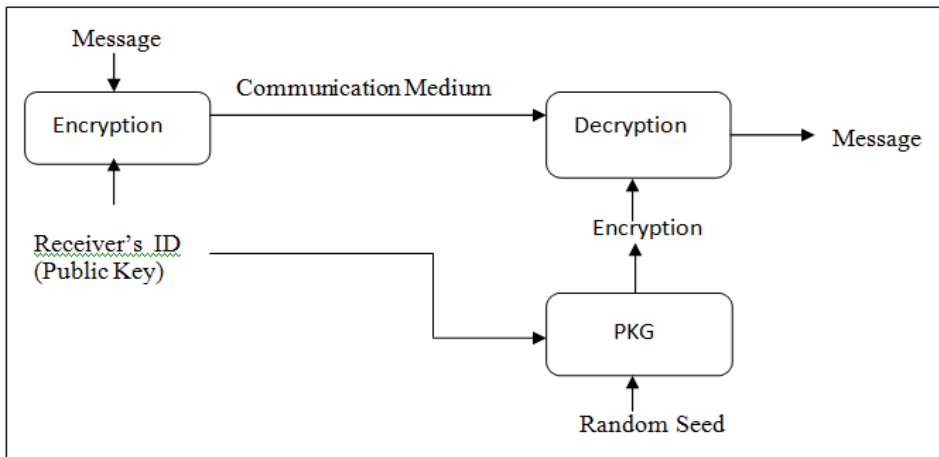 Message
Communication Medium
Encryption
Decryption
Message
Encryption
Receiver's ID
(Public Key)
PKG
Random Seed